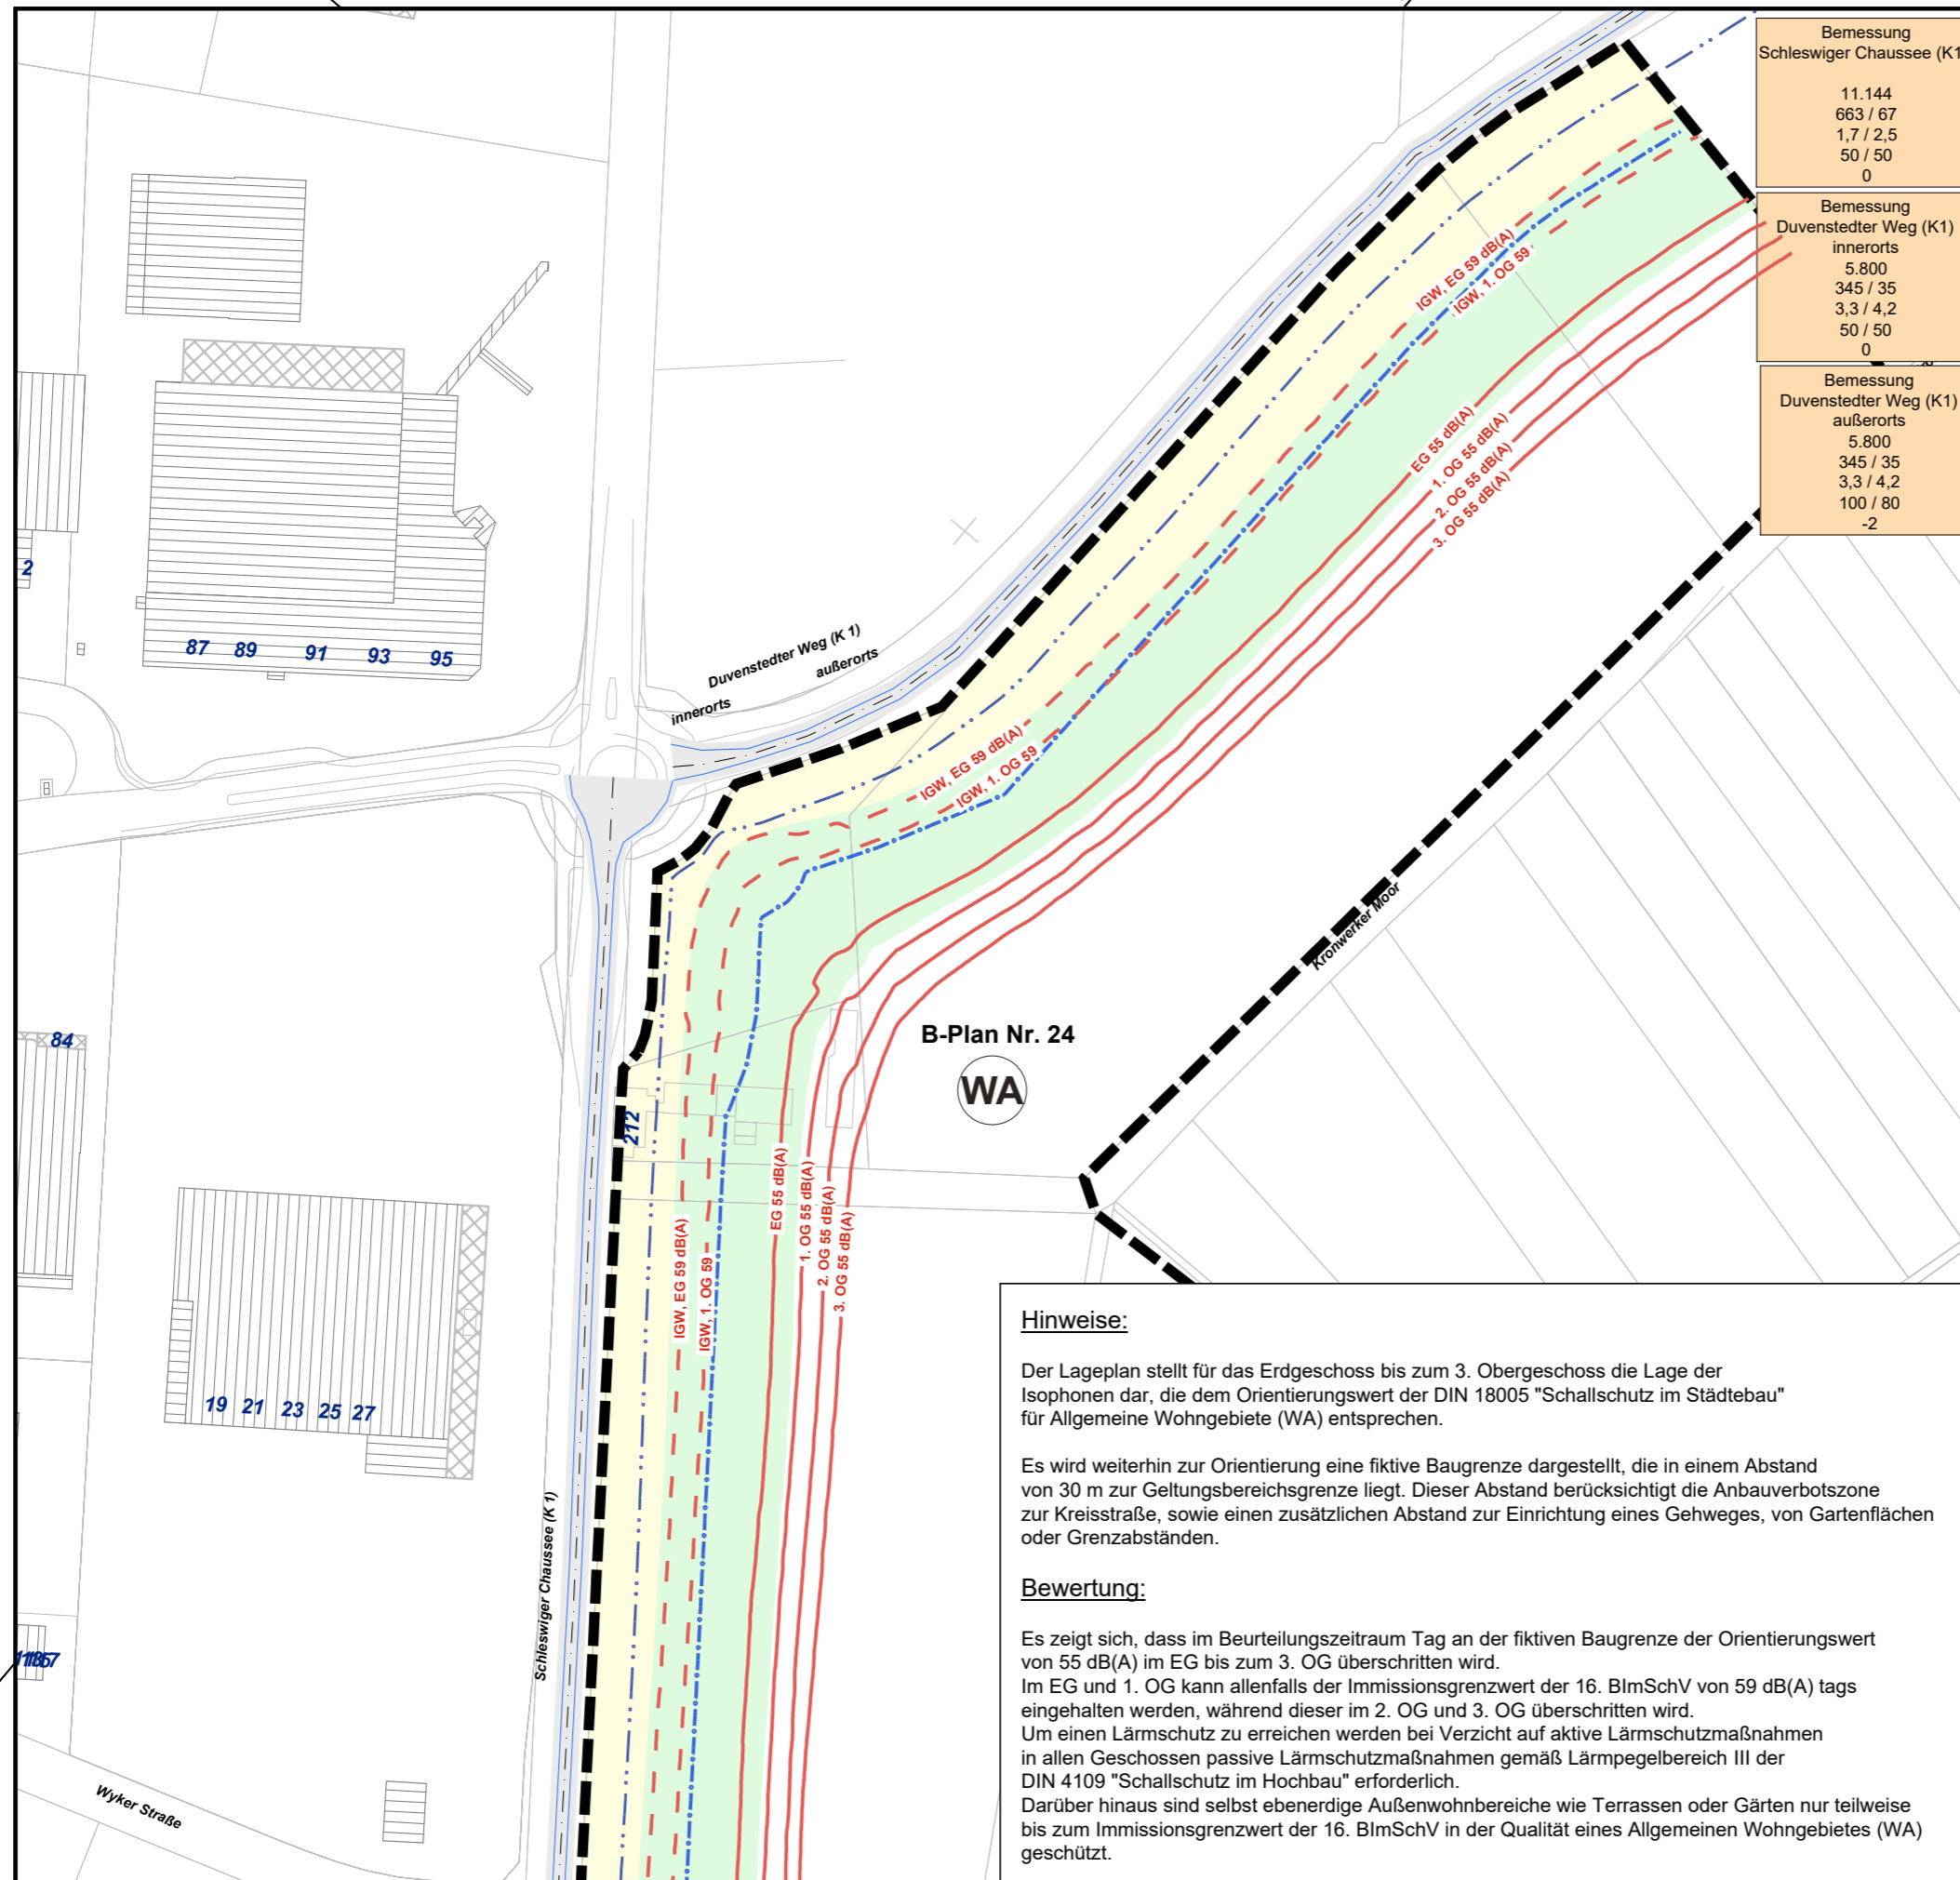 Bemessung
Schleswiger Chaussee (K1
11.144
663 / 67
1,7 / 2,5
50 / 50
0
Bemessung
Duvenstedter Weg (K1)
innerorts
5.800
345 / 35
3,3 / 4,2
50 / 50
0
Bemessung
Duvenstedter Weg (K1)
außerorts
5.800
345 / 35
3,3 / 4,2
100 / 80
-2
IGW, EG 59 dB(A)
IGW, 1. OG 59
EG 55 dB(A)
1. OG 55 dB(A)
2. OG 55 dB(A)
3. OG 55 dB(A)
2
87 89 91 93 95
Duvenstedter Weg (K 1)
innerorts
außerorts
IGW, EG 59 dB(A)
IGW, 1. OG 59
Kronwerker Moor
84
B-Plan Nr. 24
WA
212
EG 55 dB(A)
1. OG 55 dB(A)
2. OG 55 dB(A)
3. OG 55 dB(A)
IGW, EG 59 dB(A)
IGW, 1. OG 59
19 21 23 25 27
Schleswiger Chaussee (K 1)
Wyker Straße
Hinweise:
Der Lageplan stellt für das Erdgeschoss bis zum 3. Obergeschoss die Lage der
Isophonen dar, die dem Orientierungswert der DIN 18005 "Schallschutz im Städtebau"
für Allgemeine Wohngebiete (WA) entsprechen.
Es wird weiterhin zur Orientierung eine fiktive Baugrenze dargestellt, die in einem Abstand
von 30 m zur Geltungsbereichsgrenze liegt. Dieser Abstand berücksichtigt die Anbauverbotszone
zur Kreisstraße, sowie einen zusätzlichen Abstand zur Einrichtung eines Gehweges, von Gartenflächen
oder Grenzabständen.
Bewertung:
Es zeigt sich, dass im Beurteilungszeitraum Tag an der fiktiven Baugrenze der Orientierungswert
von 55 dB(A) im EG bis zum 3. OG überschritten wird.
Im EG und 1. OG kann allenfalls der Immissionsgrenzwert der 16. BImSchV von 59 dB(A) tags
eingehalten werden, während dieser im 2. OG und 3. OG überschritten wird.
Um einen Lärmschutz zu erreichen werden bei Verzicht auf aktive Lärmschutzmaßnahmen
in allen Geschossen passive Lärmschutzmaßnahmen gemäß Lärmpegelbereich III der
DIN 4109 "Schallschutz im Hochbau" erforderlich.
Darüber hinaus sind selbst ebenerdige Außenwohnbereiche wie Terrassen oder Gärten nur teilweise
bis zum Immissionsgrenzwert der 16. BImSchV in der Qualität eines Allgemeinen Wohngebietes (WA)
geschützt.